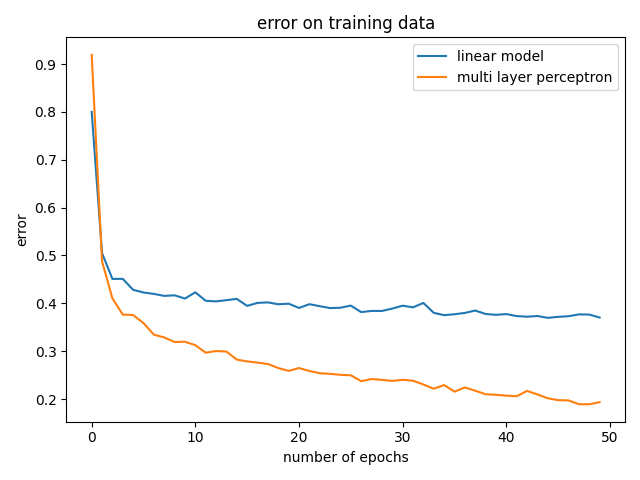 error on training data
linear model
multi layer perceptron
error
0.9
0.8
0.7
0.6
0.5
0.4
0.3
0.2
0 10 20 30 40 50
number of epochs